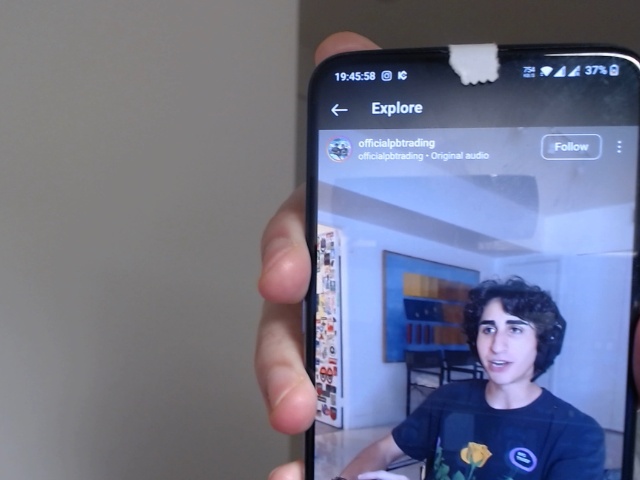 19:45:58
37%
Explore
officialpbtrading
officialpbtrading • Original audio
Follow